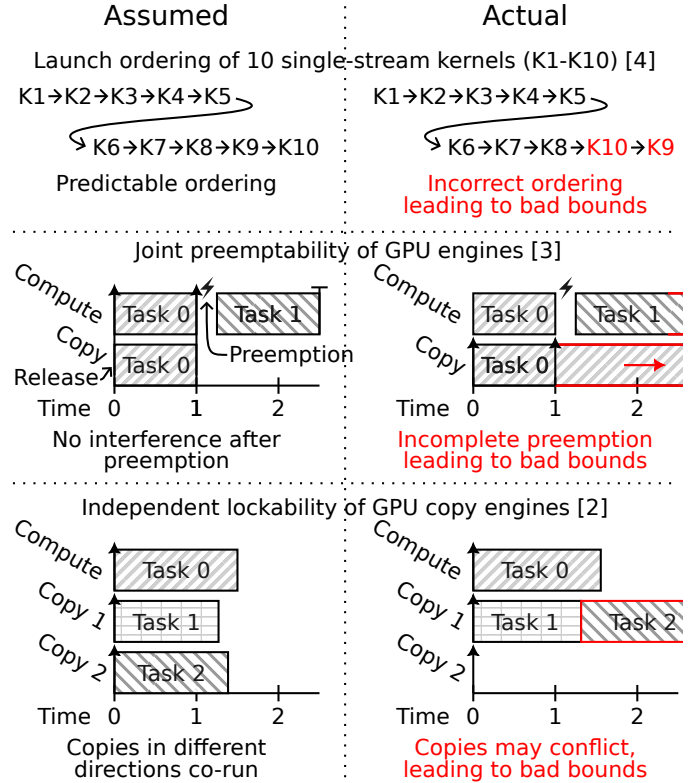 Assumed
Actual
Launch ordering of 10 single-stream kernels (K1-K10) [4]
K1→K2→K3→K4→K5
K6→K7→K8→K9→K10
Predictable ordering
K1→K2→K3→K4→K5
K6→K7→K8→K10→K9
Incorrect ordering
leading to bad bounds
Joint preemptability of GPU engines [3]
Compute
Task 0
Task 1
Copy
Task 0
Preemption
Release
Time
0
1
2
No interference after
preemption
Task 0
Task 1
Compute
Copy
Task 0
Time
0
1
2
Incomplete preemption
leading to bad bounds
Independent lockability of GPU copy engines [2]
Compute
Task 0
Copy 1
Task 1
Copy 2
Task 2
Time
0
1
2
Copies in different
directions co-run
Compute
Task 0
Copy 1
Task 1
Task 2
Copy 2
Time
0
1
2
Copies may conflict,
leading to bad bounds